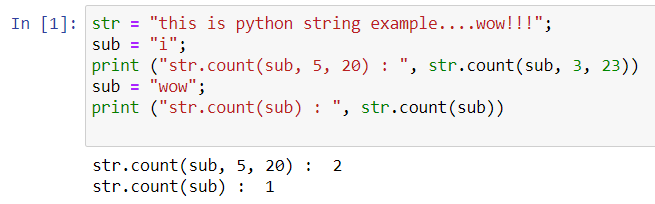 In [1]: str = "this is python string example....wow!!!";
sub = "i";
print ("str.count(sub, 5, 20) : ", str.count(sub, 3, 23))
sub = "wow";
print ("str.count(sub) : ", str.count(sub))
str.count(sub, 5, 20) :  2
str.count(sub) :  1